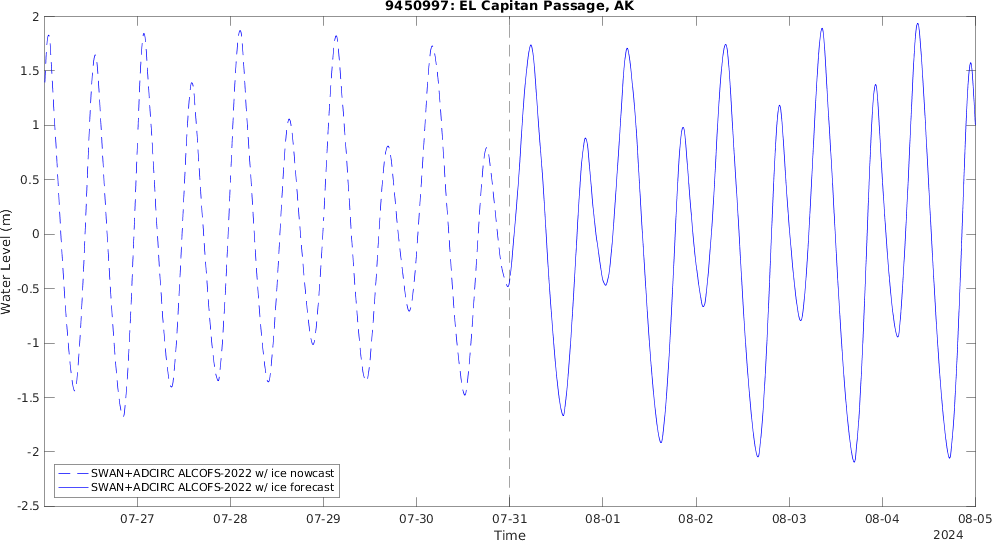 9450997: EL Capitan Passage, AK
Water Level (m)
2
1.5
1
0.5
0
-0.5
-1
-1.5
-2
-2.5
SWAN+ADCIRC ALCOFS-2022 w/ ice nowcast
SWAN+ADCIRC ALCOFS-2022 w/ ice forecast
07-27 07-28 07-29 07-30 07-31 08-01 08-02 08-03 08-04 08-05
Time
2024